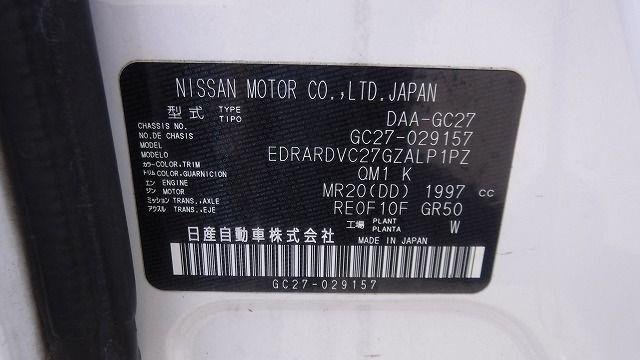 NISSAN MOTOR CO.,LTD.JAPAN
型式 TYPE TIPO DAA-GC27
CHASSIS NO.
NO.DE CHASSIS GC27-029157
MODEL
MODELO EDRARDVC27GZALP1PZ
カラー COLOR,TRIM
トリム COLOR,GUARNICION QM1 K
エン ENGINE
ジン MOTOR MR20(DD) 1997 cc
ミッション TRANS.,AXLE
アクスル TRANS.,EJE RE0F10F GR50
工場 PLANT PLANTA W
日産自動車株式会社 MADE IN JAPAN
GC27-029157